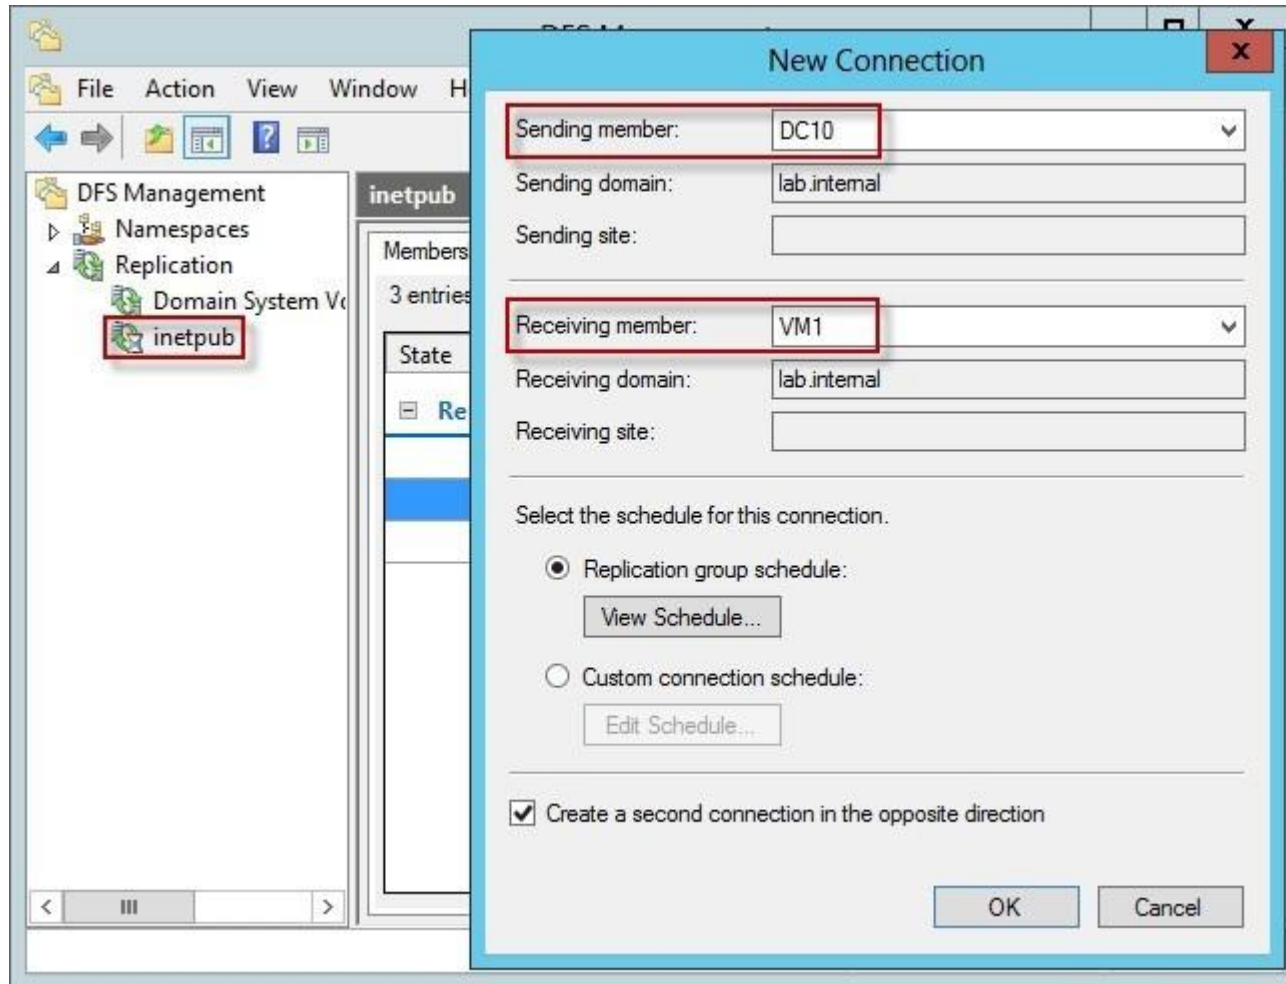 New Connection
File Action View Window H
Sending member: DC10
Sending domain: lab.internal
Sending site:
DFS Management
inetpub
Namespaces
Members
Replication
3 entries
Domain System Vo
inetpub
State
Re
Receiving member: VM1
Receiving domain: lab.internal
Receiving site:
Select the schedule for this connection.
Replication group schedule:
View Schedule...
Custom connection schedule:
Edit Schedule...
Create a second connection in the opposite direction
OK Cancel